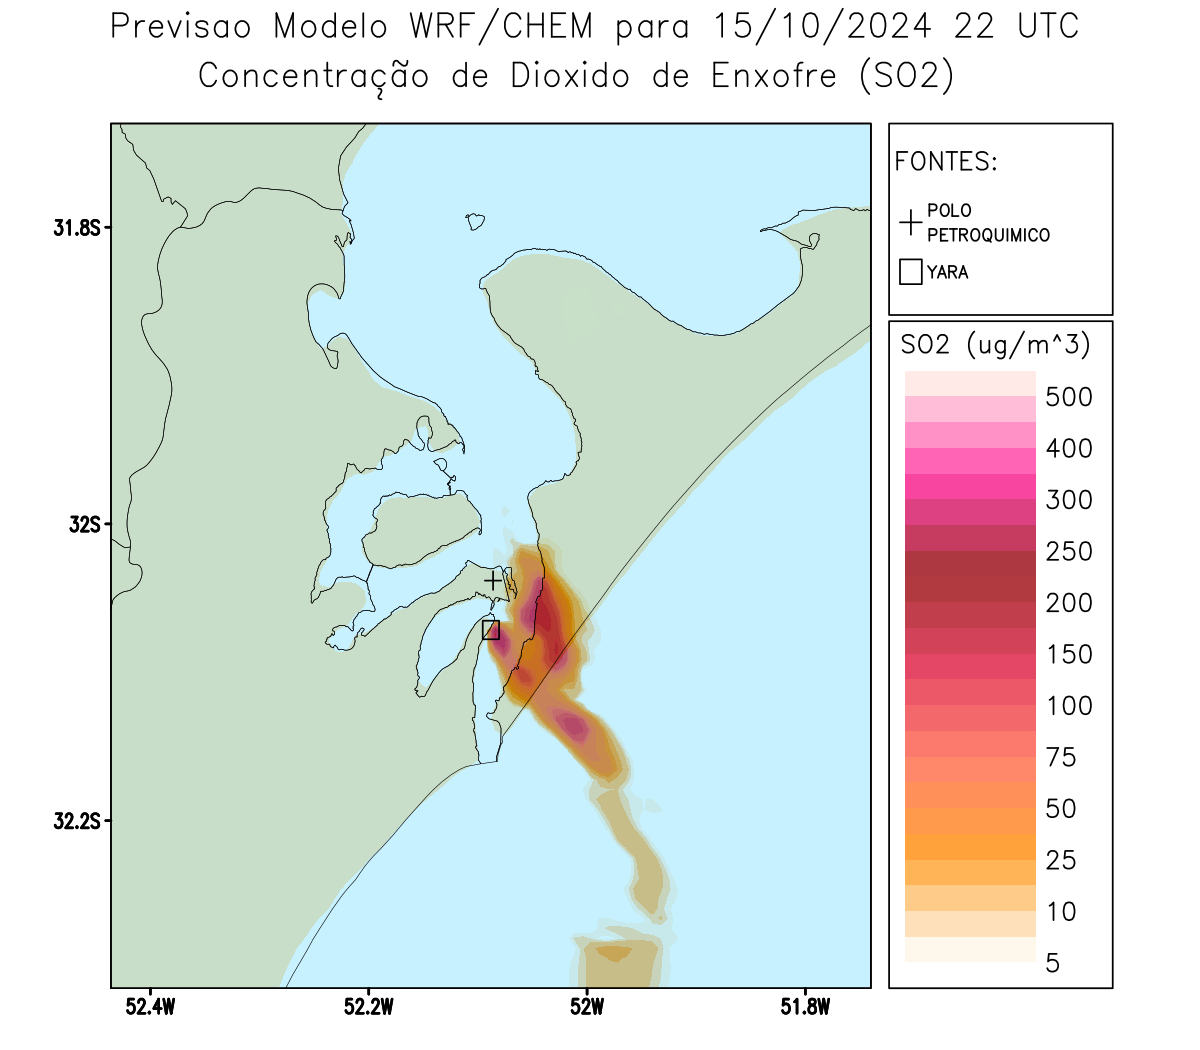 Previsao Modelo WRF/CHEM para 15/10/2024 22 UTC
Concentração de Dioxido de Enxofre (SO2)
FONTES:
POLO
PETROQUIMICO
YARA
SO2 (ug/m^3)
500
400
300
250
200
150
100
75
50
25
10
5
31.8S
32S
32.2S
52.4W
52.2W
52W
51.8W